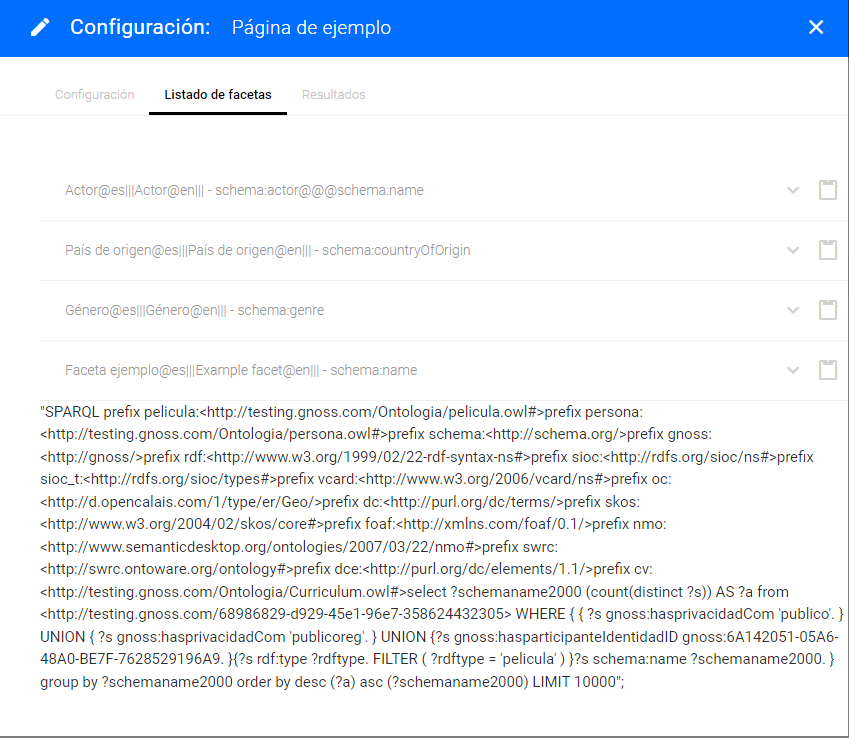 Configuración: Página de ejemplo
Configuración Listado de facetas Resultados
Actor@es|||Actor@en||| - schema:actor@@@schema:name
País de origen@es|||País de origen@en||| - schema:countryOfOrigin
Género@es|||Género@en||| - schema:genre
Faceta ejemplo@es|||Example facet@en||| - schema:name
"SPARQL prefix pelicula:<http://testing.gnoss.com/Ontologia/pelicula.owl#>prefix persona:
<http://testing.gnoss.com/Ontologia/persona.owl#>prefix schema:<http://schema.org/>prefix gnoss:
<http://gnoss/>prefix rdf:<http://www.w3.org/1999/02/22-rdf-syntax-ns#>prefix sioc:<http://rdfs.org/sioc/ns#>prefix
sioc_t:<http://rdfs.org/sioc/types#>prefix vcard:<http://www.w3.org/2006/vcard/ns#>prefix oc:
<http://d.opencalais.com/1/type/er/Geo/>prefix dc:<http://purl.org/dc/terms/>prefix skos:
<http://www.w3.org/2004/02/skos/core#>prefix foaf:<http://xmlns.com/foaf/0.1/>prefix nmo:
<http://www.semanticdesktop.org/ontologies/2007/03/22/nmo#>prefix swrc:
<http://swrc.ontoware.org/ontology#>prefix dce:<http://purl.org/dc/elements/1.1/>prefix cv:
<http://testing.gnoss.com/Ontologia/Curriculum.owl#>select ?schemaname2000 (count(distinct ?s)) AS ?a from
<http://testing.gnoss.com/68986829-d929-45e1-96e7-358624432305> WHERE { { ?s gnoss:hasprivacidadCom 'publico'. }
UNION { ?s gnoss:hasprivacidadCom 'publicoreg'. } UNION {?s gnoss:hasparticipanteIdentidadID gnoss:6A142051-05A6-
48A0-BE7F-7628529196A9. }{?s rdf:type ?rdftype. FILTER ( ?rdftype = 'pelicula' ) }?s schema:name ?schemaname2000. }
group by ?schemaname2000 order by desc (?a) asc (?schemaname2000) LIMIT 10000";